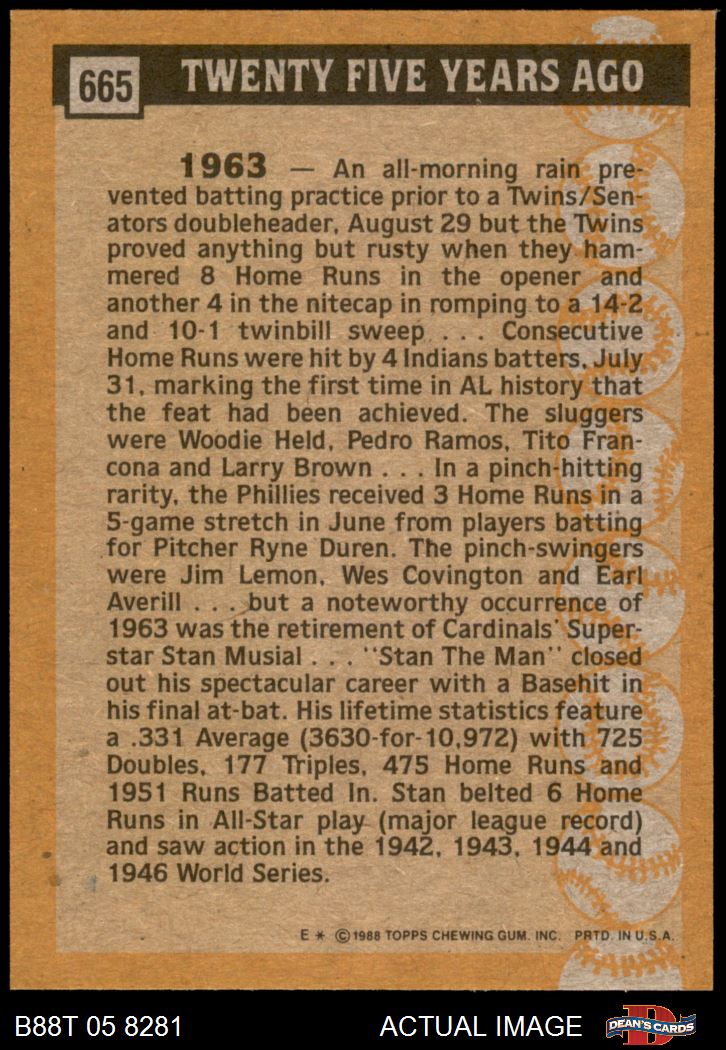 665 TWENTY FIVE YEARS AGO
1963 — An all-morning rain pre-
vented batting practice prior to a Twins/Sen-
ators doubleheader, August 29 but the Twins
proved anything but rusty when they ham-
mered 8 Home Runs in the opener and
another 4 in the nitecap in romping to a 14-2
and 10-1 twinbill sweep . . . Consecutive
Home Runs were hit by 4 Indians batters, July
31, marking the first time in AL history that
the feat had been achieved. The sluggers
were Woodie Held, Pedro Ramos, Tito Fran-
cona and Larry Brown . . . In a pinch-hitting
rarity, the Phillies received 3 Home Runs in a
5-game stretch in June from players batting
for Pitcher Ryne Duren. The pinch-swingers
were Jim Lemon, Wes Covington and Earl
Averill . . . but a noteworthy occurrence of
1963 was the retirement of Cardinals' Super-
star Stan Musial . . . "Stan The Man" closed
out his spectacular career with a Basehit in
his final at-bat. His lifetime statistics feature
a .331 Average (3630-for-10,972) with 725
Doubles, 177 Triples, 475 Home Runs and
1951 Runs Batted In. Stan belted 6 Home
Runs in All-Star play (major league record)
and saw action in the 1942, 1943, 1944 and
1946 World Series.
E * © 1988 TOPPS CHEWING GUM, INC. PRTD. IN U.S.A.
B88T 05 8281 ACTUAL IMAGE D DEAN'S CARDS